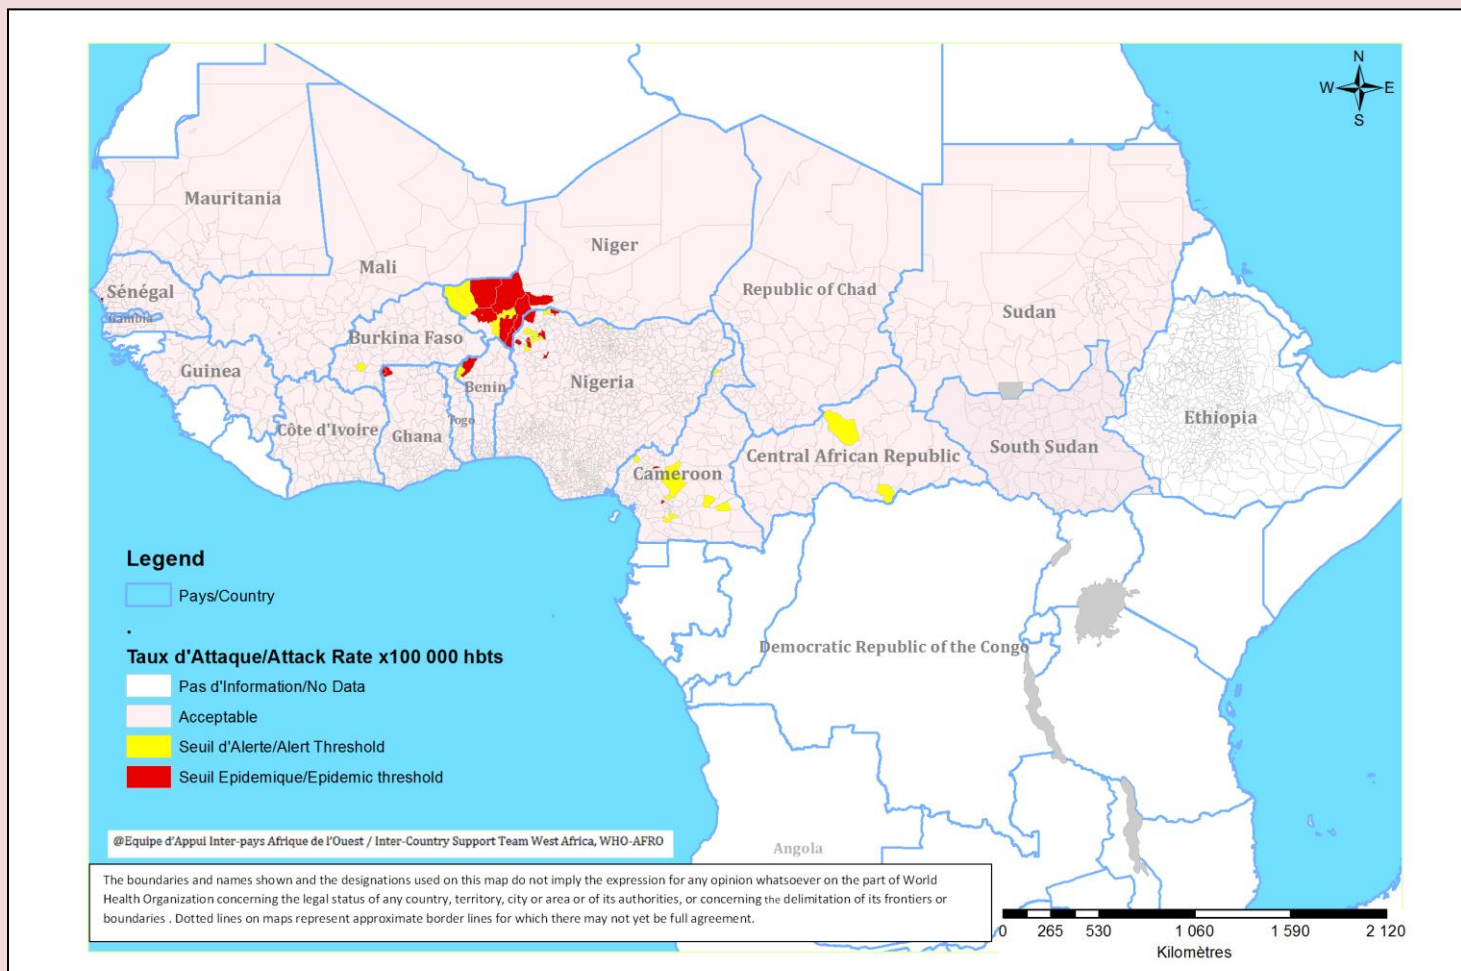 N
W E
S
Mauritania
Mali
Niger
Republic of Chad
Sudan
Sénégal
Gambia
Burkina Faso
Guinea
Benin
Nigeria
Togo
Côte d'Ivoire
Ghana
Ethiopia
South Sudan
Central African Republic
Cameroon
Democratic Republic of the Congo
Angola
Legend
Pays/Country
.
Taux d'Attaque/Attack Rate x100 000 hbts
Pas d'Information/No Data
Acceptable
Seuil d'Alerte/Alert Threshold
Seuil Epidemique/Epidemic threshold
@Equipe d'Appui Inter-pays Afrique de l'Ouest / Inter-Country Support Team West Africa, WHO-AFRO
The boundaries and names shown and the designations used on this map do not imply the expression for any opinion whatsoever on the part of World
Health Organization concerning the legal status of any country, territory, city or area or of its authorities, or concerning the delimitation of its frontiers or
boundaries . Dotted lines on maps represent approximate border lines for which there may not yet be full agreement.
0 265 530 1 060 1 590 2 120
Kilomètres